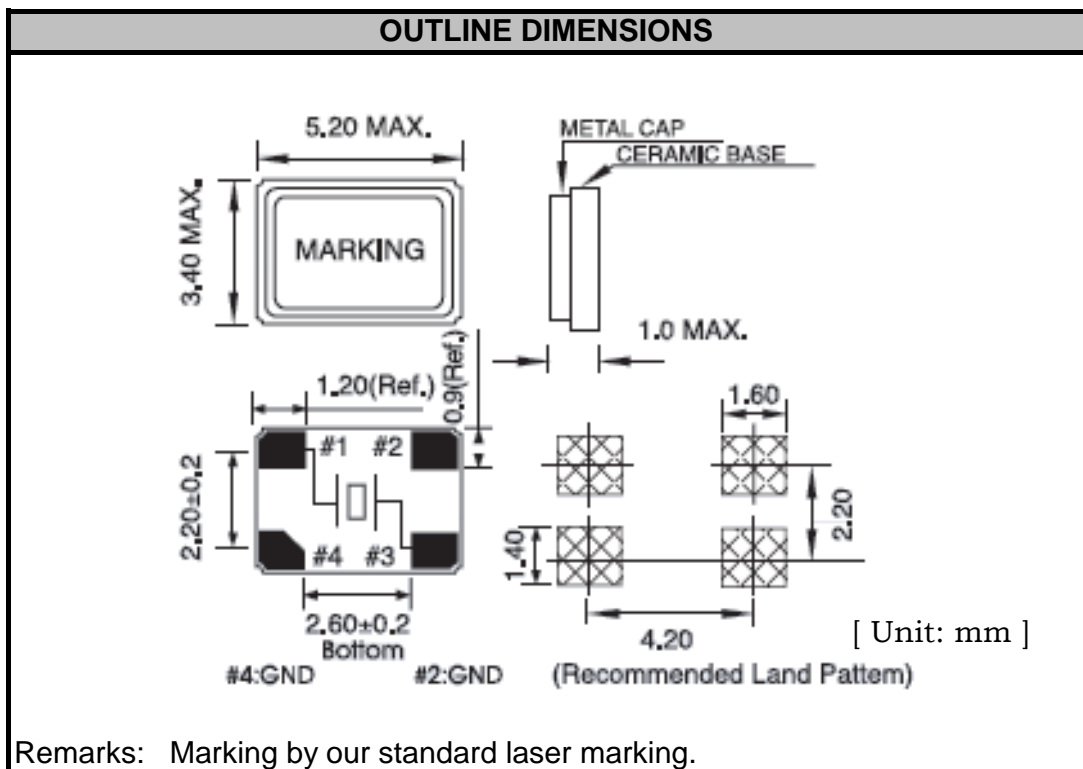 OUTLINE DIMENSIONS
5.20 MAX.
METAL CAP
CERAMIC BASE
3.40 MAX.
MARKING
1.0 MAX.
1.20(Ref.)
0.9(Ref.)
1.60
#1 #2
2.20±0.2
2.20
#4 #3
1.40
2.60±0.2
Bottom
4.20
[ Unit: mm ]
#4:GND #2:GND (Recommended Land Pattem)
Remarks: Marking by our standard laser marking.